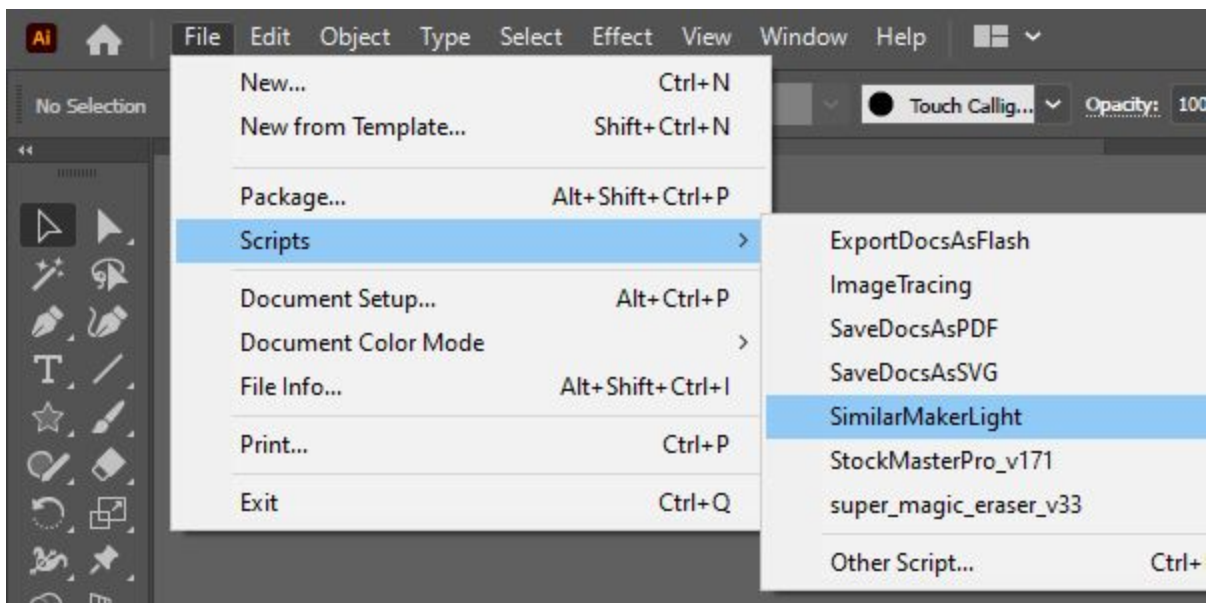 Ai File Edit Object Type Select Effect View Window Help
No Selection
Touch Callig... Opacity: 100
New... Ctrl+N
New from Template... Shift+Ctrl+N
Package... Alt+Shift+Ctrl+P
Scripts
Document Setup... Alt+Ctrl+P
Document Color Mode
File Info... Alt+Shift+Ctrl+I
Print... Ctrl+P
Exit Ctrl+Q
ExportDocsAsFlash
ImageTracing
SaveDocsAsPDF
SaveDocsAsSVG
SimilarMakerLight
StockMasterPro_v171
super_magic_eraser_v33
Other Script... Ctrl+